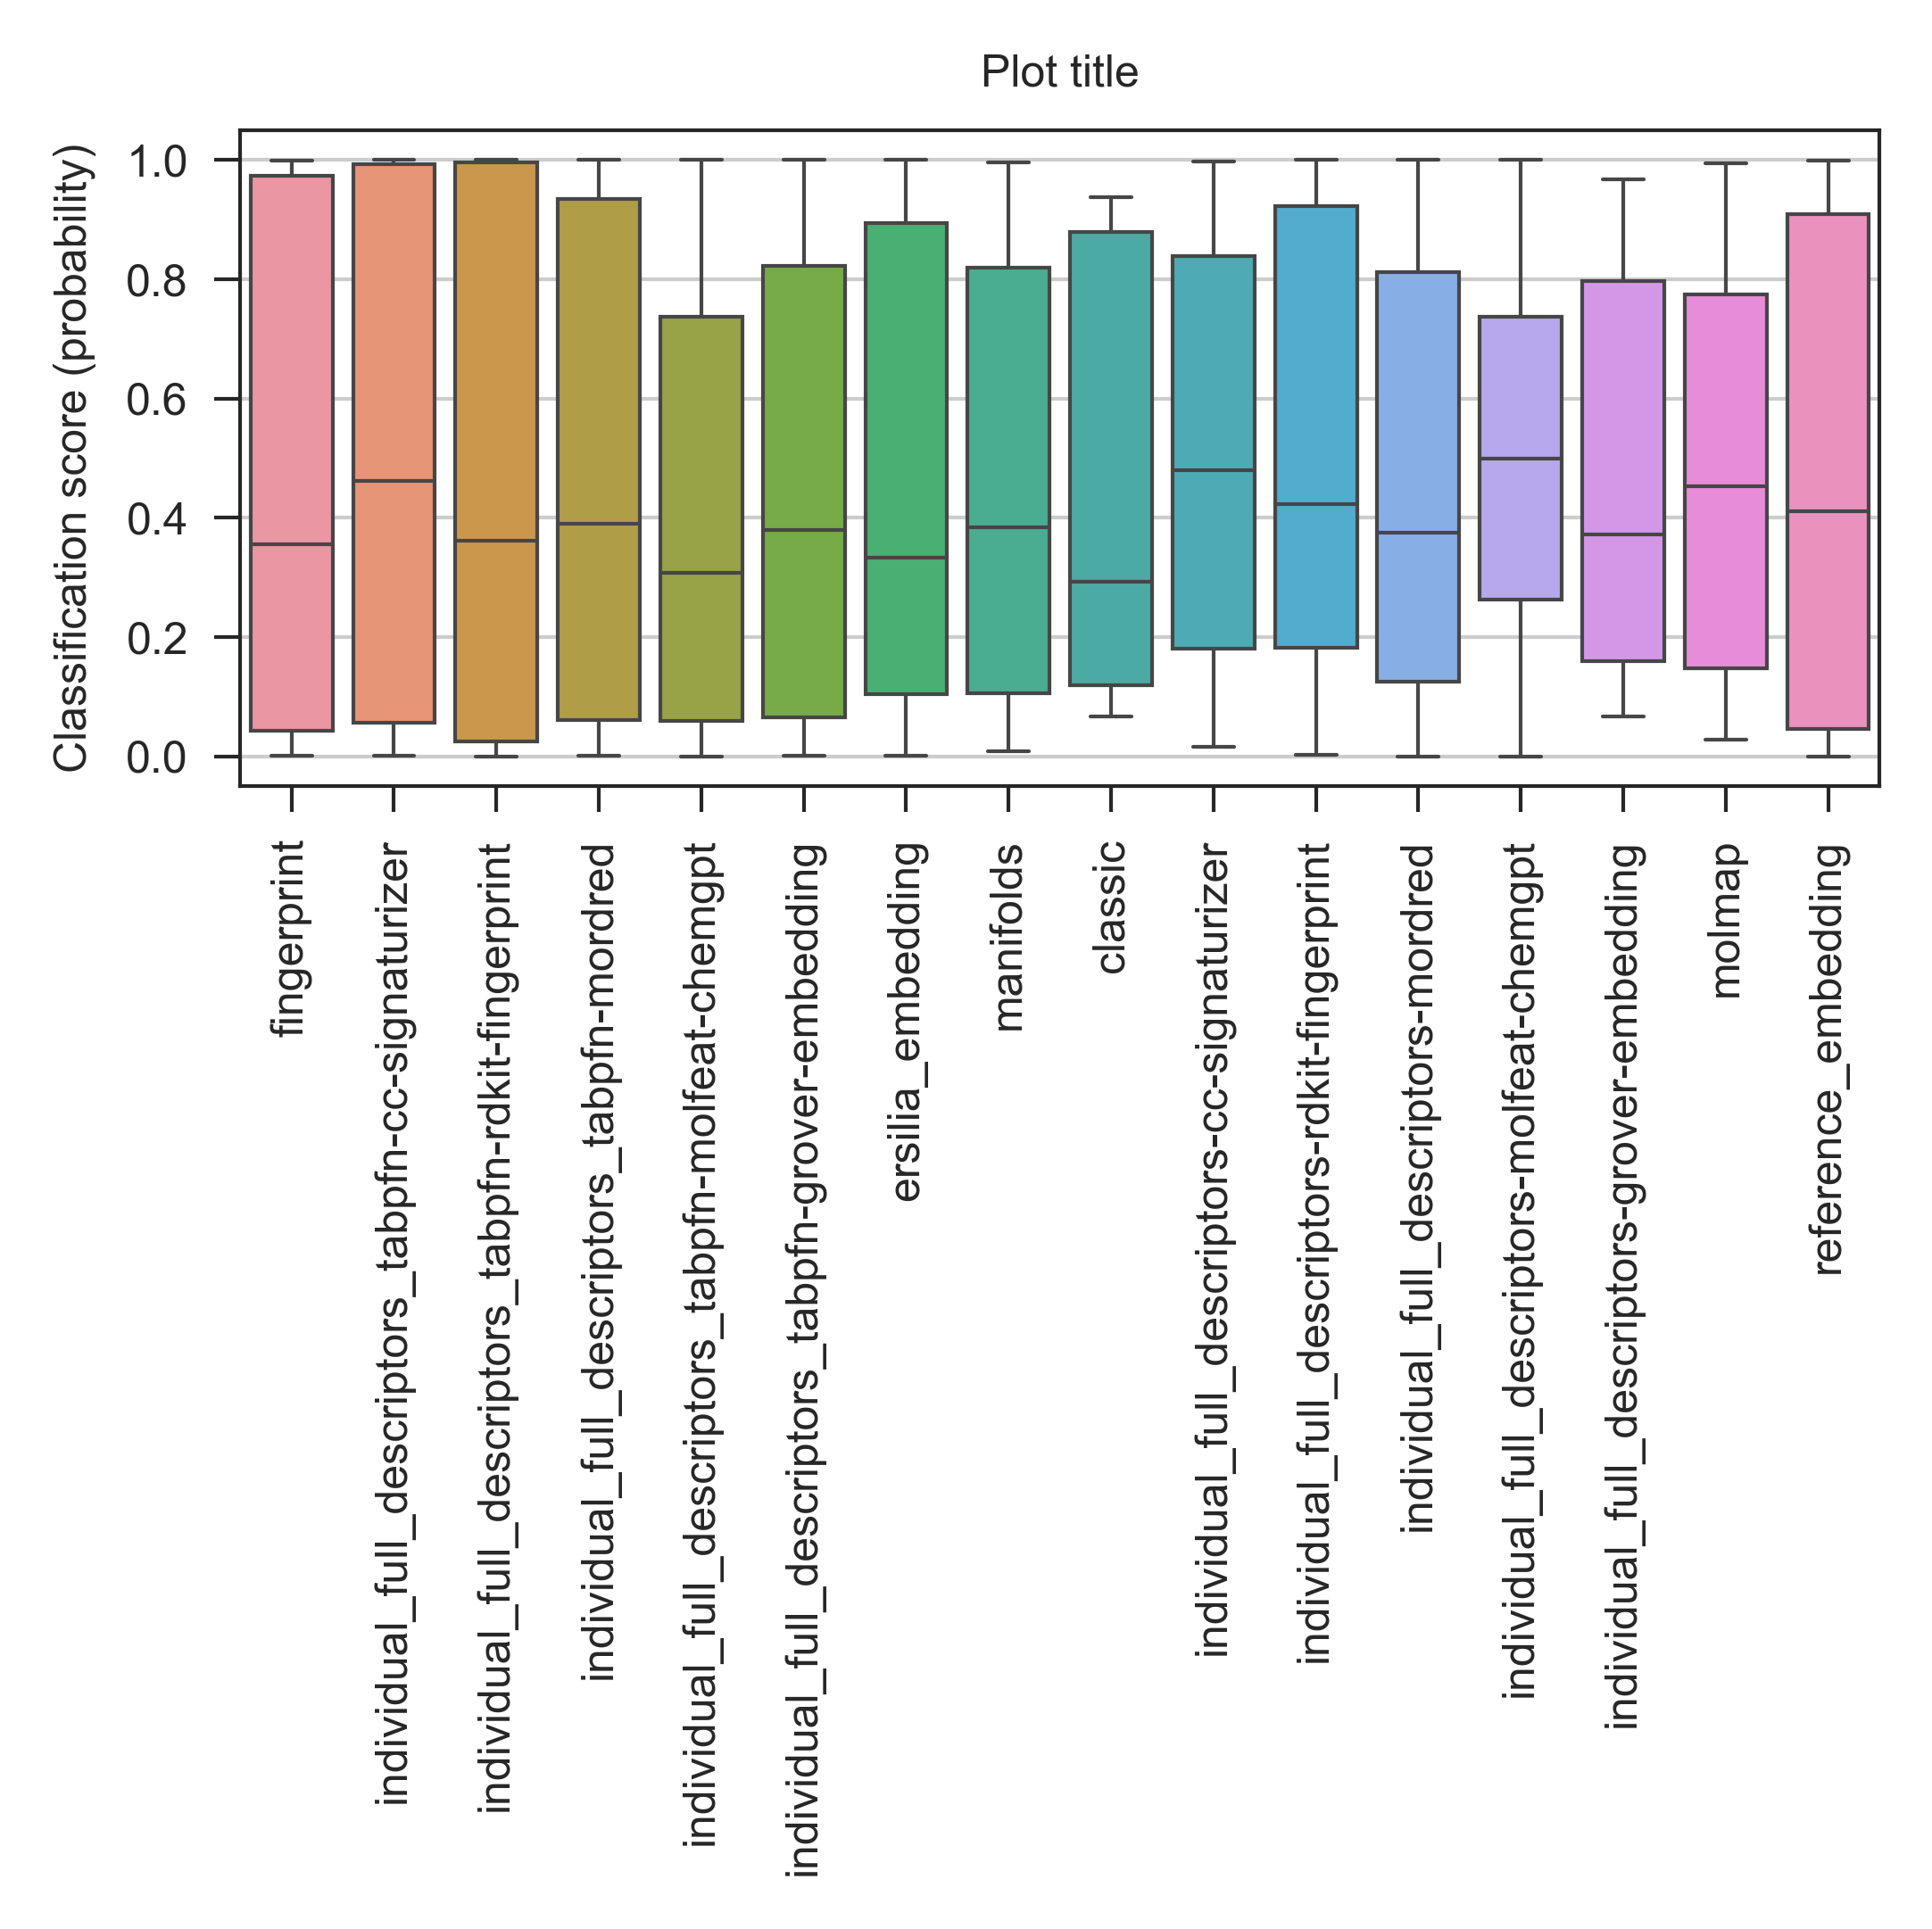 Plot title
Classification score (probability)
1.0
0.8
0.6
0.4
0.2
0.0
fingerprint
individual_full_descriptors_tabpfn-cc-signaturizer
individual_full_descriptors_tabpfn-rdkit-fingerprint
individual_full_descriptors_tabpfn-mordred
individual_full_descriptors_tabpfn-molfeat-chemgpt
individual_full_descriptors_tabpfn-grover-embedding
ersilia_embedding
manifolds
classic
individual_full_descriptors-cc-signaturizer
individual_full_descriptors-rdkit-fingerprint
individual_full_descriptors-mordred
individual_full_descriptors-molfeat-chemgpt
individual_full_descriptors-grover-embedding
molmap
reference_embedding